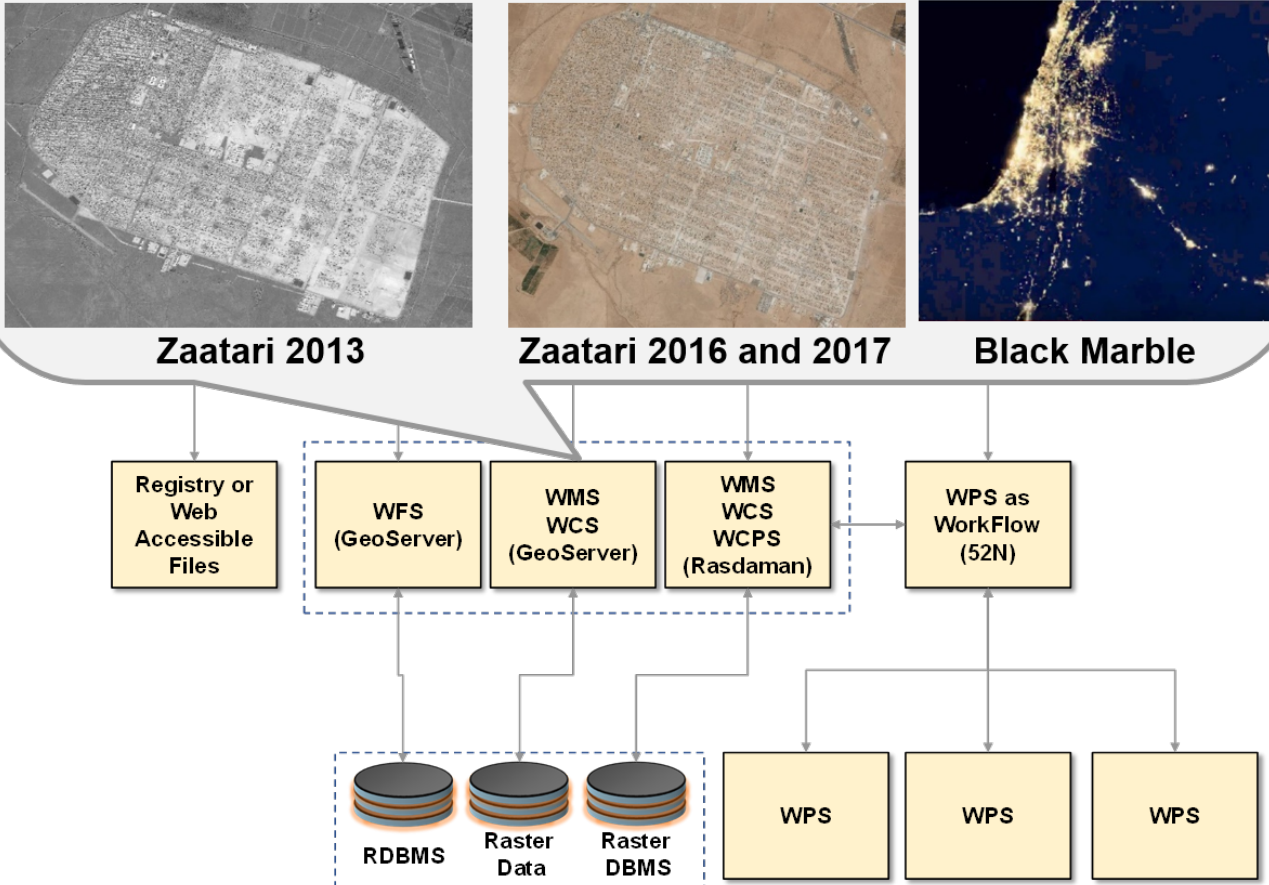 Zaatari 2013
Zaatari 2016 and 2017
Black Marble
Registry or
Web
Accessible
Files
WFS
(GeoServer)
WMS
WCS
(GeoServer)
WMS
WCS
WCPS
(Rasdaman)
WPS as
WorkFlow
(52N)
RDBMS
Raster
Data
Raster
DBMS
WPS
WPS
WPS